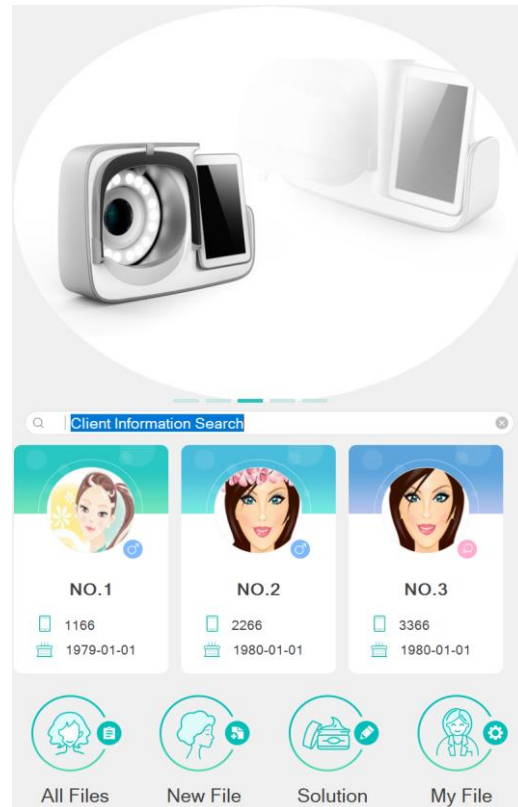 Client Information Search
NO.1
1166
1979-01-01
NO.2
2266
1980-01-01
NO.3
3366
1980-01-01
All Files
New File
Solution
My File